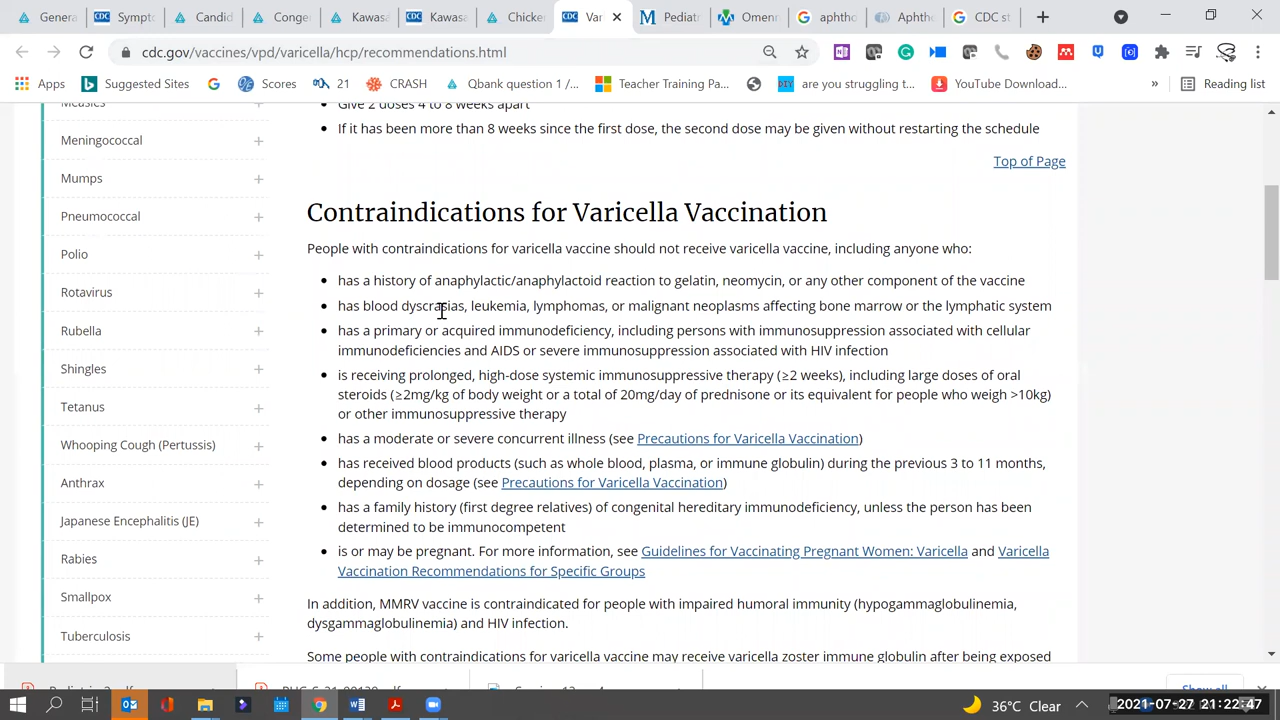 Genera
Sympto
Candid
Conge
Kawas
Kawas
Chicke
Var
Pediatr
Omenn
aphtho
Aphth
CDC st
cdc.gov/vaccines/vpd/varicella/hcp/recommendations.html
Apps
Suggested Sites
Scores
21
CRASH
Qbank question 1 /...
Teacher Training Pa...
are you struggling t...
YouTube Download...
»
Reading list
Measles
Meningococcal
Mumps
Pneumococcal
Polio
Rotavirus
Rubella
Shingles
Tetanus
Whooping Cough (Pertussis)
Anthrax
Japanese Encephalitis (JE)
Rabies
Smallpox
Tuberculosis
Give 2 doses 4 to 8 weeks apart
If it has been more than 8 weeks since the first dose, the second dose may be given without restarting the schedule
Top of Page
Contraindications for Varicella Vaccination
People with contraindications for varicella vaccine should not receive varicella vaccine, including anyone who:
has a history of anaphylactic/anaphylactoid reaction to gelatin, neomycin, or any other component of the vaccine
has blood dyscrasias, leukemia, lymphomas, or malignant neoplasms affecting bone marrow or the lymphatic system
has a primary or acquired immunodeficiency, including persons with immunosuppression associated with cellular
immunodeficiencies and AIDS or severe immunosuppression associated with HIV infection
is receiving prolonged, high-dose systemic immunosuppressive therapy (≥2 weeks), including large doses of oral
steroids (≥2mg/kg of body weight or a total of 20mg/day of prednisone or its equivalent for people who weigh >10kg)
or other immunosuppressive therapy
has a moderate or severe concurrent illness (see Precautions for Varicella Vaccination)
has received blood products (such as whole blood, plasma, or immune globulin) during the previous 3 to 11 months,
depending on dosage (see Precautions for Varicella Vaccination)
has a family history (first degree relatives) of congenital hereditary immunodeficiency, unless the person has been
determined to be immunocompetent
is or may be pregnant. For more information, see Guidelines for Vaccinating Pregnant Women: Varicella and Varicella
Vaccination Recommendations for Specific Groups
In addition, MMRV vaccine is contraindicated for people with impaired humoral immunity (hypogammaglobulinemia,
dysgammaglobulinemia) and HIV infection.
Some people with contraindications for varicella vaccine may receive varicella zoster immune globulin after being exposed
Show all
36°C Clear
2021-07-27 21:22:47